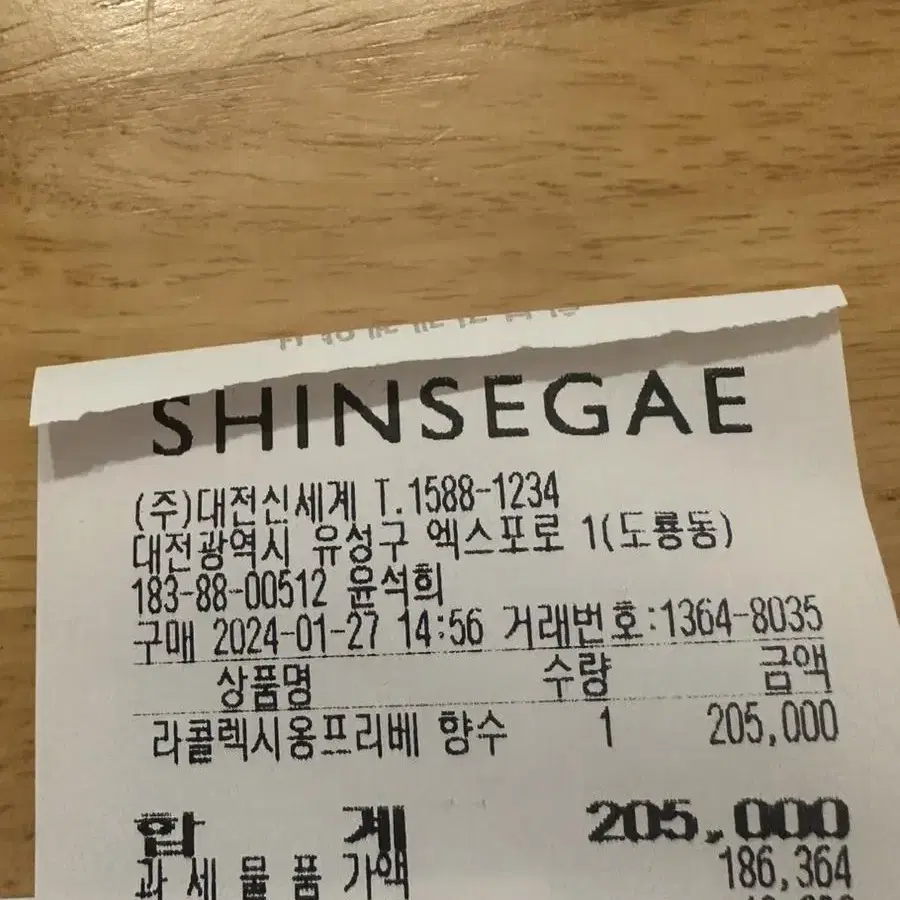 SHINSEGAE
(주)대전신세계 T.1588-1234
대전광역시 유성구 엑스포로 1(도룡동)
183-88-00512 윤석희
구매 2024-01-27 14:56 거래번호:1364-8035
상품명 수량 금액
라콜렉시옹프리베 향수 1 205,000
합 계 205,000
과 세 물 품 가액 186,364